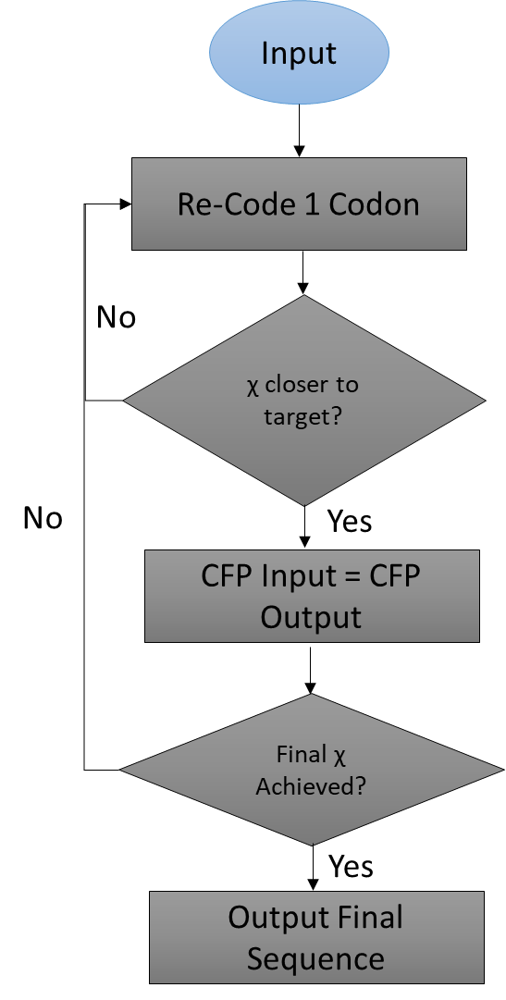 Input
Re-Code 1 Codon
No
χ closer to
target?
Yes
No
CFP Input = CFP
Output
Final χ
Achieved?
Yes
Output Final
Sequence